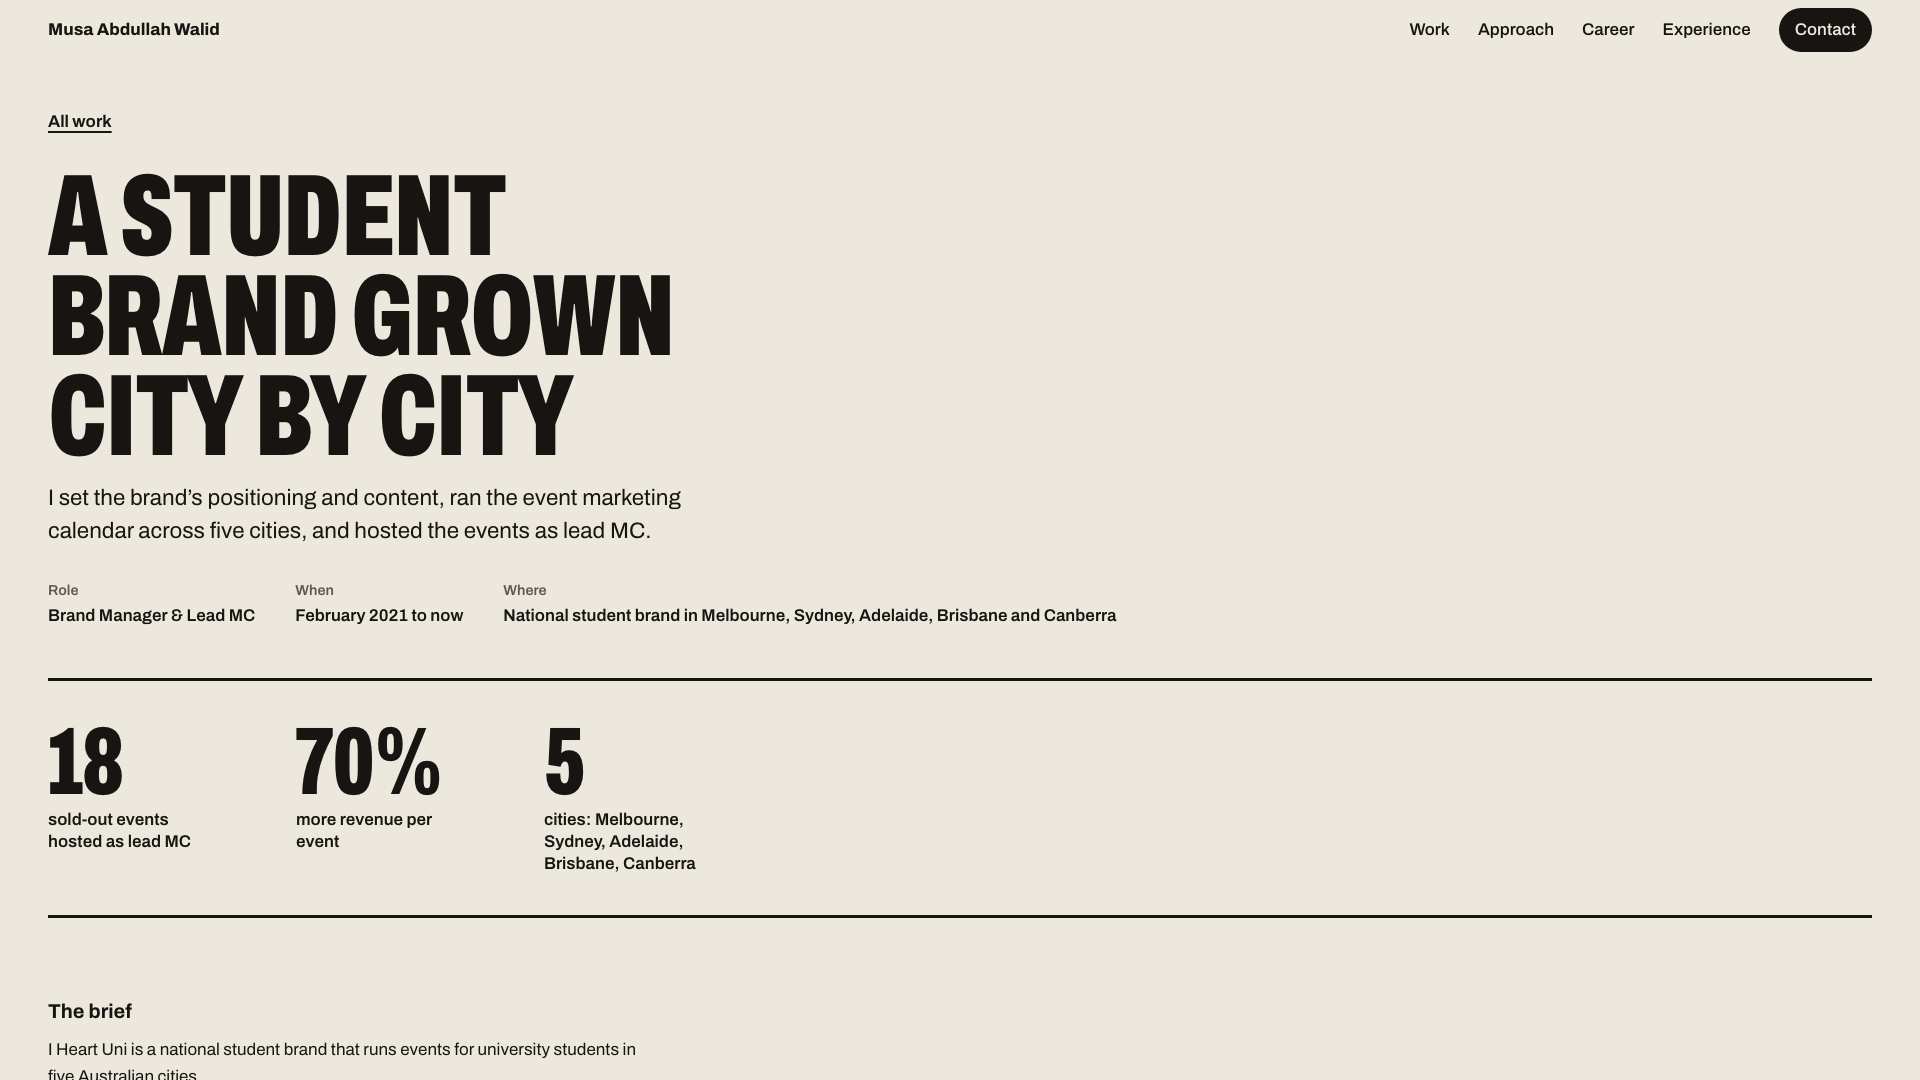 Musa Abdullah Walid
Work
Approach
Career
Experience
Contact
All work
A STUDENT
BRAND GROWN
CITY BY CITY
I set the brand’s positioning and content, ran the event marketing
calendar across five cities, and hosted the events as lead MC.
Role
Brand Manager & Lead MC
When
February 2021 to now
Where
National student brand in Melbourne, Sydney, Adelaide, Brisbane and Canberra
18
sold-out events
hosted as lead MC
70%
more revenue per
event
5
cities: Melbourne,
Sydney, Adelaide,
Brisbane, Canberra
The brief
I Heart Uni is a national student brand that runs events for university students in
five Australian cities.